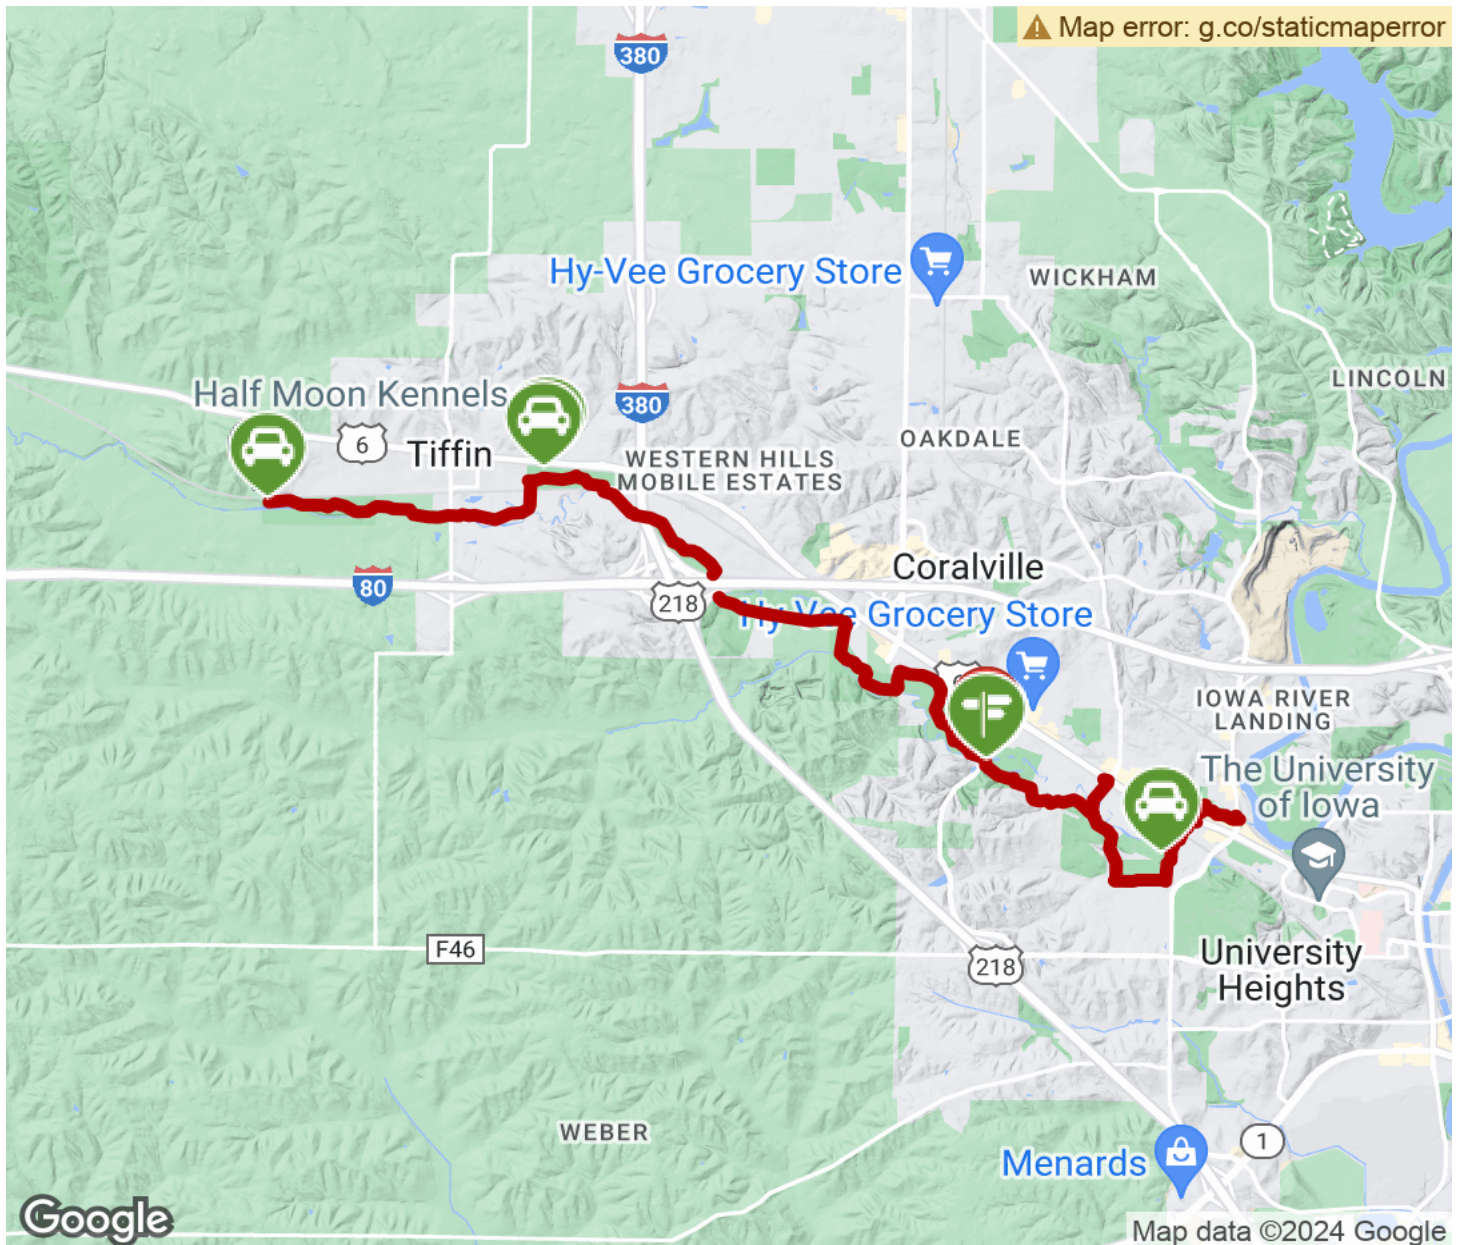 Map error: g.co/staticmaperror
380
Hy-Vee Grocery Store
WICKHAM
LINCOLN
Half Moon Kennels
380
6
Tiffin
OAKDALE
WESTERN HILLS
MOBILE ESTATES
Coralville
80
218
Hy-Vee Grocery Store
IOWA RIVER
LANDING
The University
of Iowa
F46
218
University
Heights
WEBER
1
Menards
Google
Map data ©2024 Google